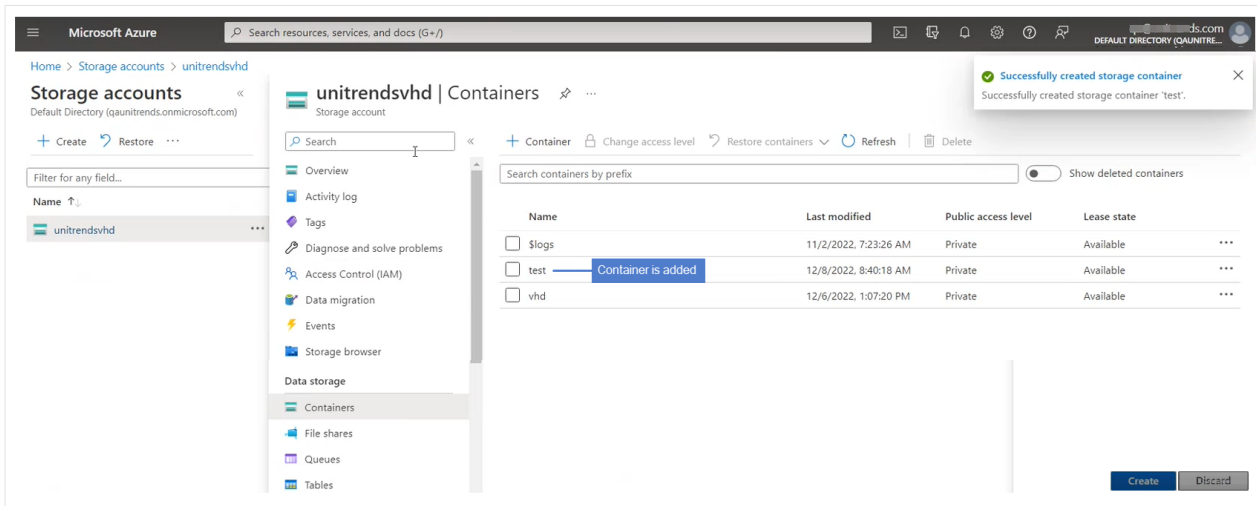 Microsoft Azure
Search resources, services, and docs (G+/)
ds.com
DEFAULT DIRECTORY (QAUNITRE...
Home > Storage accounts > unitrendsvhd
Successfully created storage container
Successfully created storage container 'test'.
Storage accounts
Default Directory (qaunitrends.onmicrosoft.com)
+ Create Restore ...
Filter for any field...
Name ↑↓
unitrendsvhd ...
unitrendsvhd | Containers ...
Storage account
Search
«
Overview
Activity log
Tags
Diagnose and solve problems
Access Control (IAM)
Data migration
Events
Storage browser
Data storage
Containers
File shares
Queues
Tables
+ Container Change access level Restore containers Refresh Delete
Search containers by prefix
Show deleted containers
Name Last modified Public access level Lease state
$logs 11/2/2022, 7:23:26 AM Private Available ...
test Container is added 12/8/2022, 8:40:18 AM Private Available ...
vhd 12/6/2022, 1:07:20 PM Private Available ...
Create Discard